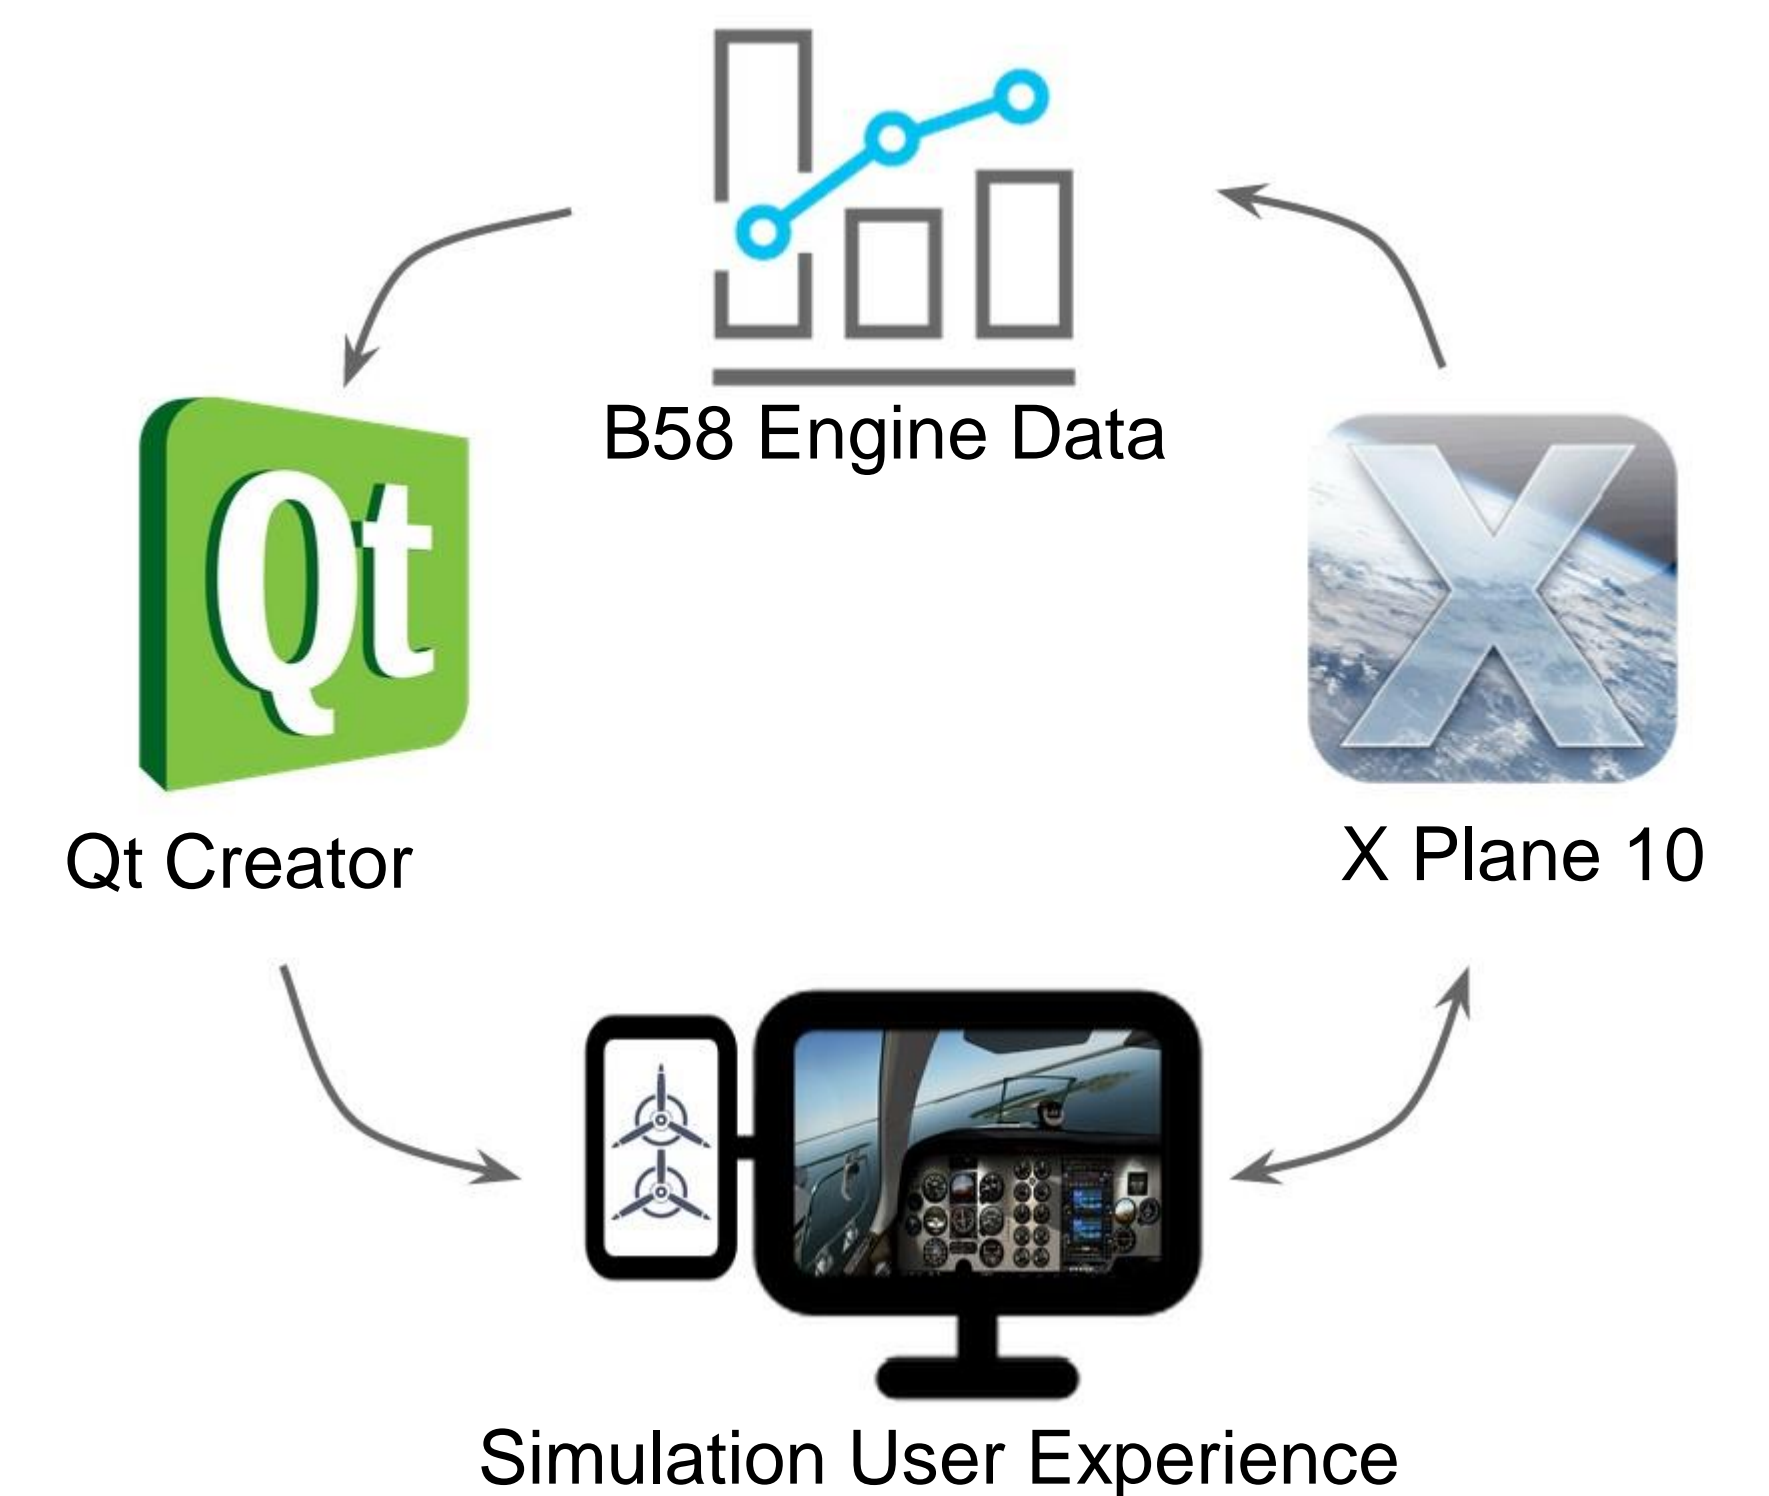 B58 Engine Data
Qt
X
Qt Creator
X Plane 10
Simulation User Experience